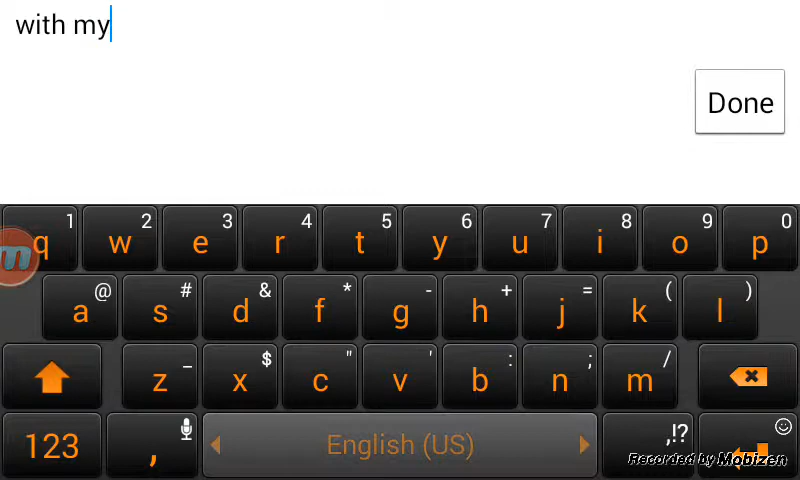 with my
Done
q 1 w 2 e 3 r 4 t 5 y 6 u 7 i 8 o 9 p 0
a @ s # d & f * g - h + j = k ( l )
z _ x $ c " v ' b : n ; m /
123 , English (US) ,!?
Recorded by Mobizen